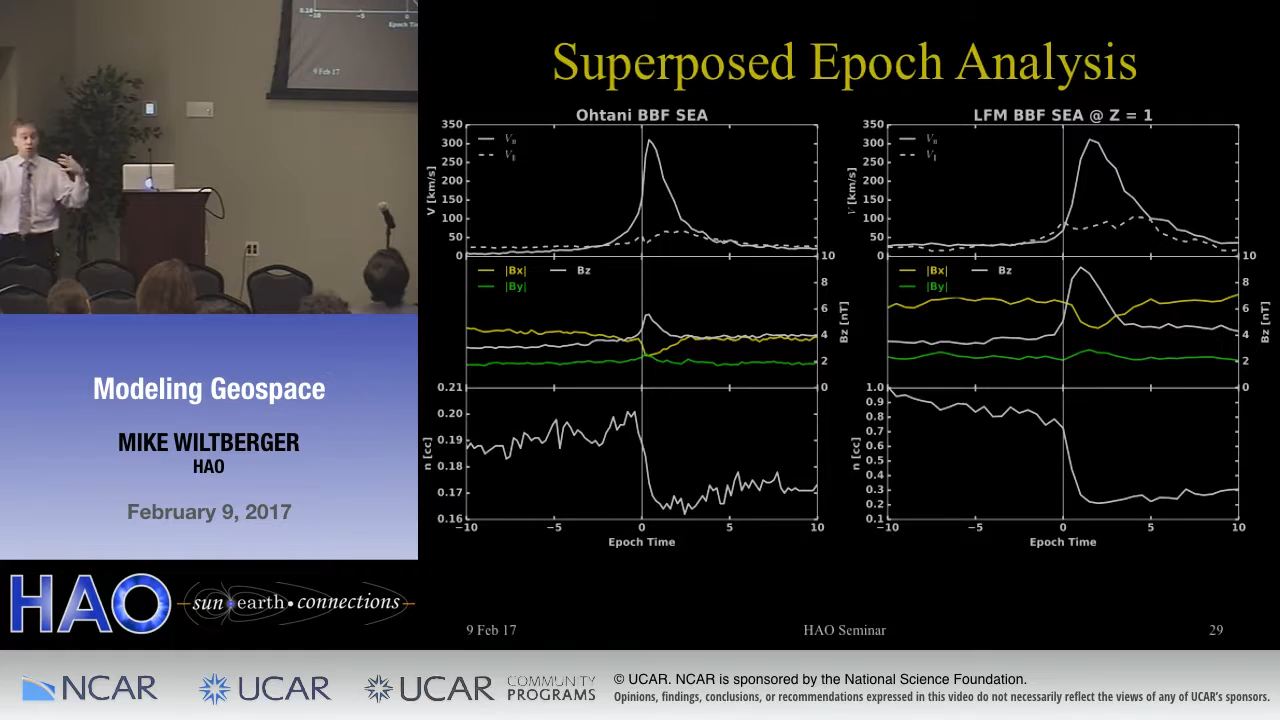 9 Feb 17
Superposed Epoch Analysis
Ohtani BBF SEA
350
300
250
200
150
100
50
0
V [km/s]
|Bx|
Bz
|By|
10
8
6
4
2
0
Bz [nT]
0.21
0.20
0.19
0.18
0.17
0.16
n [cc]
−10
−5
0
5
10
Epoch Time
LFM BBF SEA @ Z = 1
350
300
250
200
150
100
50
0
V [km/s]
|Bx|
Bz
|By|
10
8
6
4
2
0
Bz [nT]
1.0
0.9
0.8
0.7
0.6
0.5
0.4
0.3
0.2
0.1
n [cc]
−10
−5
0
5
10
Epoch Time
9 Feb 17
HAO Seminar
29
Modeling Geospace
MIKE WILTBERGER
HAO
February 9, 2017
HAO
sun earth connections
NCAR
UCAR
UCAR COMMUNITY PROGRAMS
© UCAR. NCAR is sponsored by the National Science Foundation.
Opinions, findings, conclusions, or recommendations expressed in this video do not necessarily reflect the views of any of UCAR's sponsors.